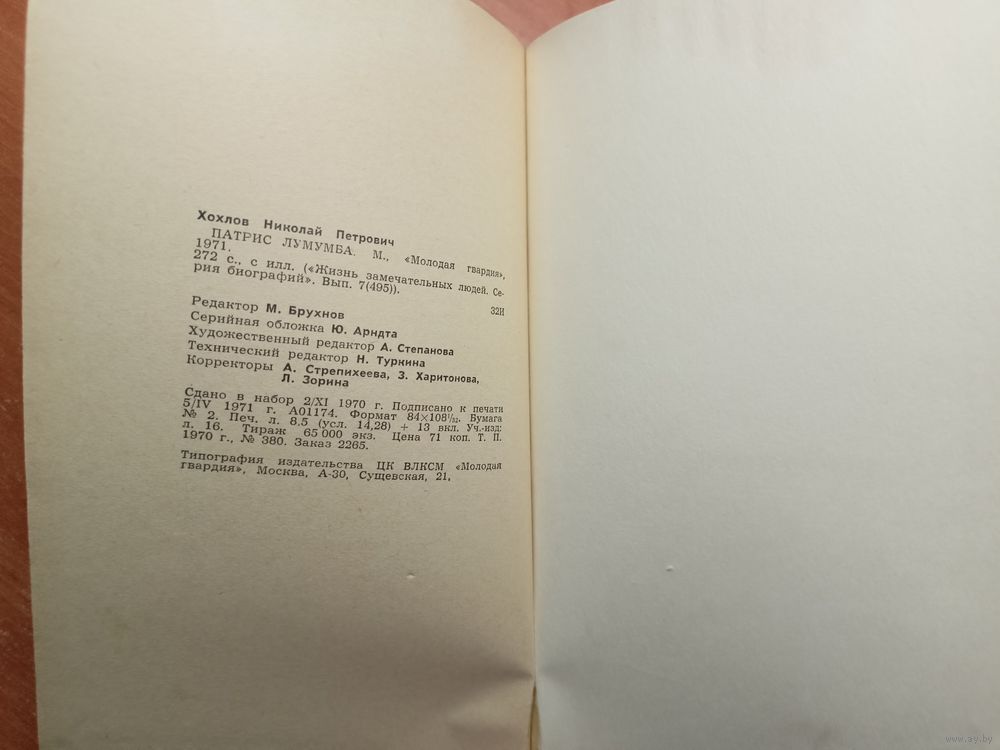 Хохлов Николай Петрович
ПАТРИС ЛУМУМБА. М., «Молодая гвардия»,
1971.
272 с., с илл. («Жизнь замечательных людей. Се-
рия биографий». Вып. 7(495)).
32И
Редактор М. Брухнов
Серийная обложка Ю. Арндта
Художественный редактор А. Степанова
Технический редактор Н. Туркина
Корректоры А. Стрепихеева, З. Харитонова,
Л. Зорина
Сдано в набор 2/XI 1970 г. Подписано к печати
5/IV 1971 г. А01174. Формат 84×108¹/₃₂. Бумага
№ 2. Печ. л. 8,5 (усл. 14,28) + 13 вкл. Уч.-изд.
л. 16. Тираж 65 000 экз. Цена 71 коп. Т. П.
1970 г., № 380. Заказ 2265.
Типография издательства ЦК ВЛКСМ «Молодая
гвардия», Москва, А-30, Сущевская, 21,
www.ay.by